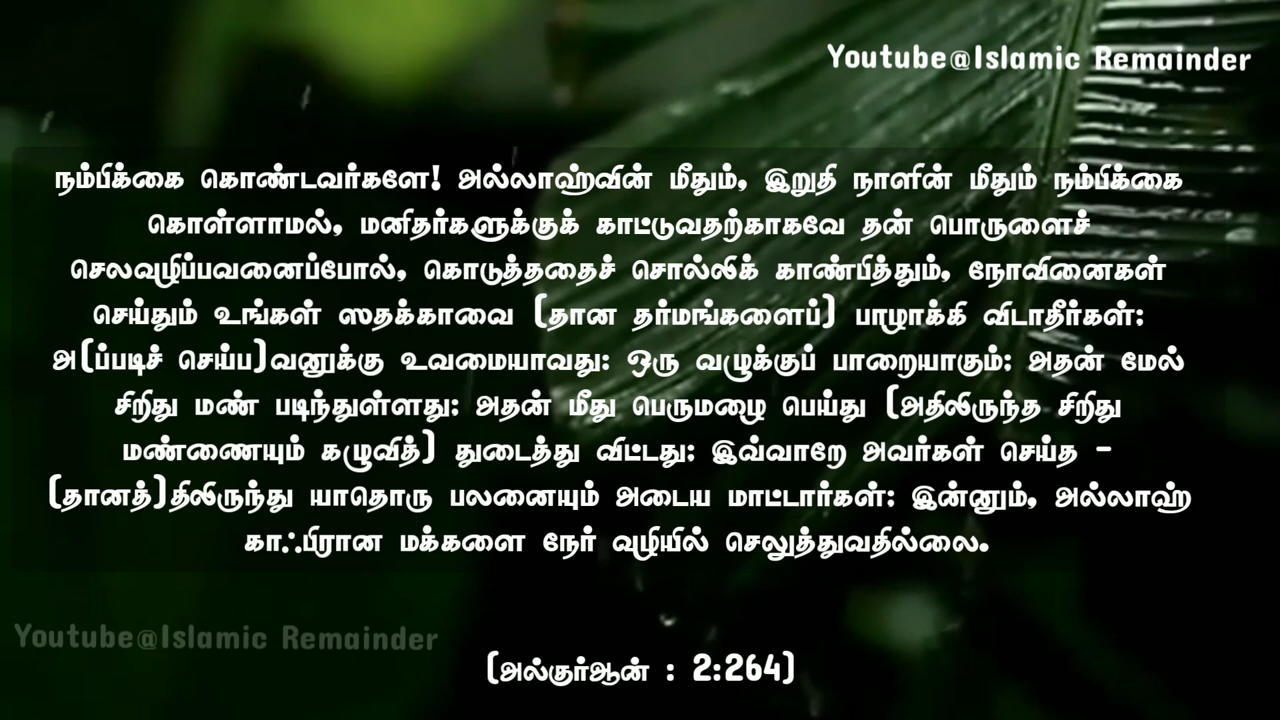 Youtube@Islamic Remainder
நம்பிக்கை கொண்டவர்களே! அல்லாஹ்வின் மீதும், இறுதி நாளின் மீதும் நம்பிக்கை
கொள்ளாமல், மனிதர்களுக்குக் காட்டுவதற்காகவே தன் பொருளைச்
செலவழிப்பவனைப்போல், கொடுத்ததைச் சொல்லிக் காண்பித்தும், நோவினைகள்
செய்தும் உங்கள் ஸதக்காவை (தான தர்மங்களைப்) பாழாக்கி விடாதீர்கள்;
அ(ப்படிச் செய்ப)வனுக்கு உவமையாவது: ஒரு வழுக்குப் பாறையாகும்; அதன் மேல்
சிறிது மண் படிந்துள்ளது; அதன் மீது பெருமழை பெய்து (அதிலிருந்த சிறிது
மண்ணையும் கழுவித்) துடைத்து விட்டது; இவ்வாறே அவர்கள் செய்த -
(தானத்)திலிருந்து யாதொரு பலனையும் அடைய மாட்டார்கள்; இன்னும், அல்லாஹ்
காஃபிரான மக்களை நேர் வழியில் செலுத்துவதில்லை.
Youtube@Islamic Remainder
(அல்குர்ஆன் : 2:264)